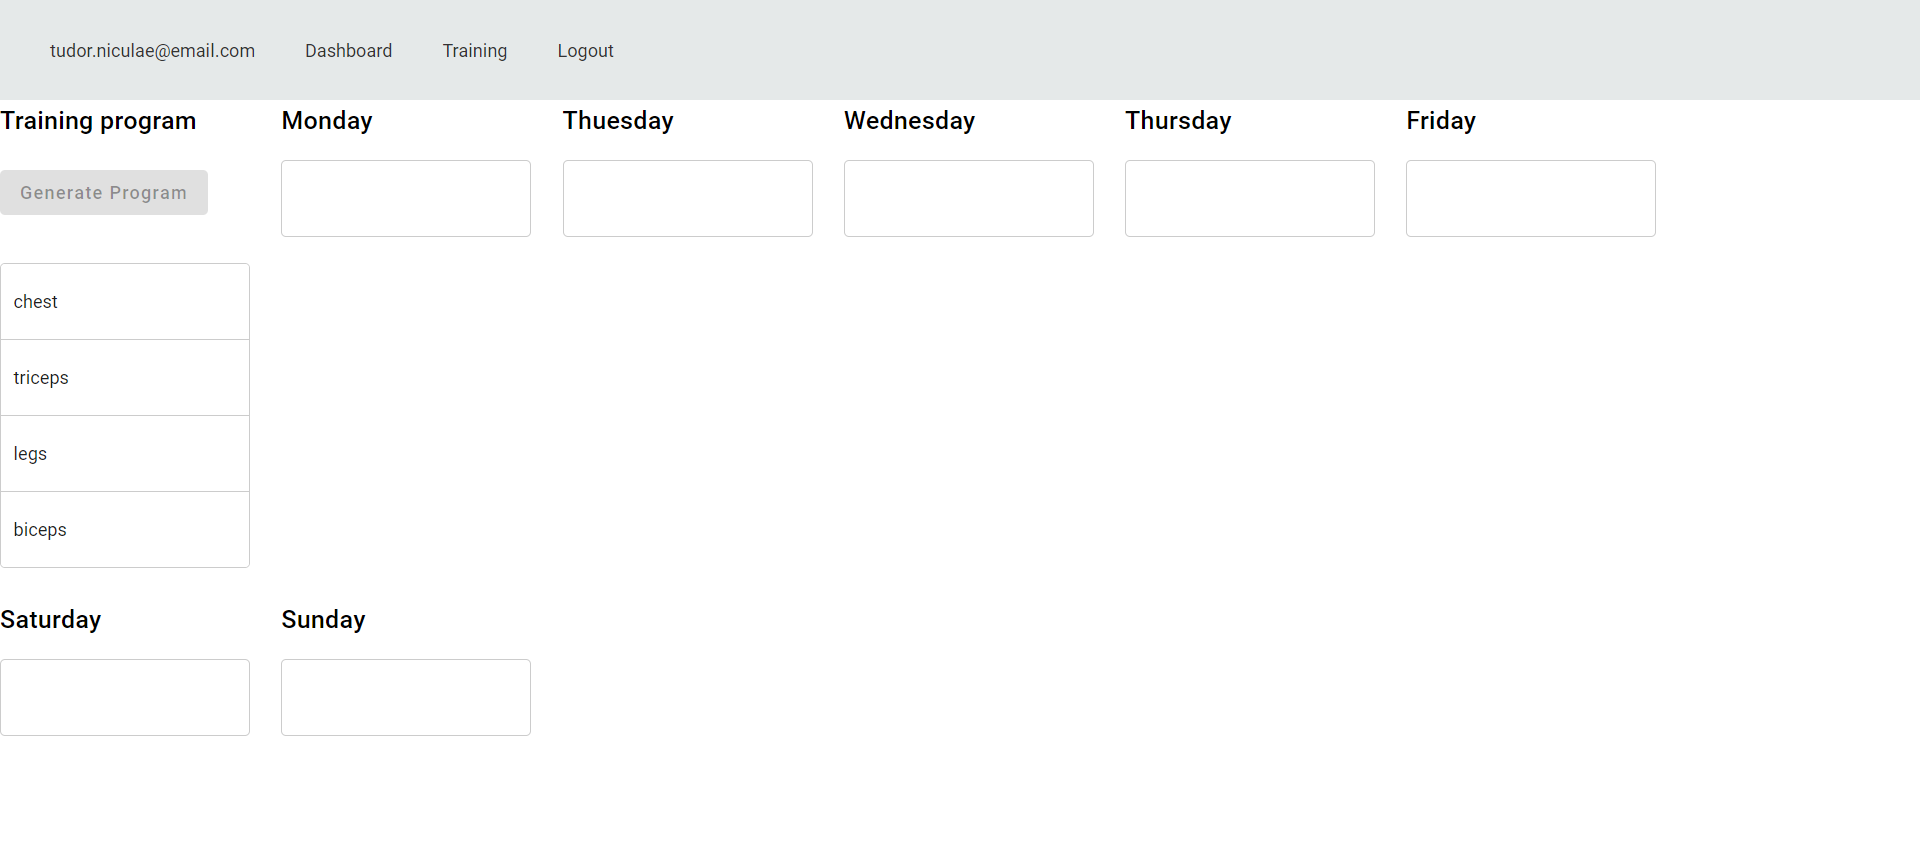 tudor.niculae@email.com Dashboard Training Logout
Training program Monday Thuesday Wednesday Thursday Friday
Generate Program
chest
triceps
legs
biceps
Saturday Sunday